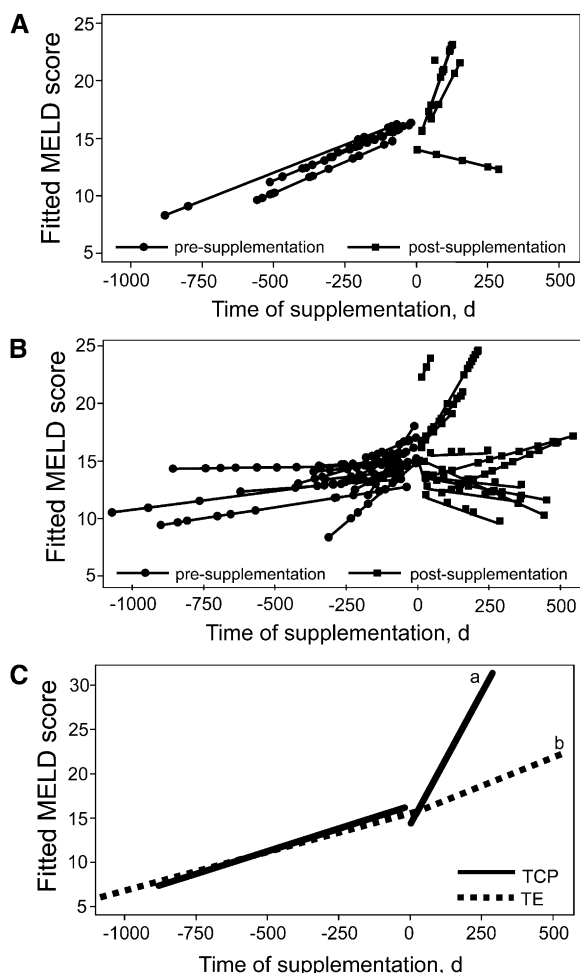 A
Fitted MELD score
25
20
15
10
5
pre-supplementation
post-supplementation
-1000 -750 -500 -250 0 250 500
Time of supplementation, d
B
Fitted MELD score
25
20
15
10
5
pre-supplementation
post-supplementation
-1000 -750 -500 -250 0 250 500
Time of supplementation, d
C
Fitted MELD score
30
25
20
15
10
5
a
b
TCP
TE
-1000 -750 -500 -250 0 250 500
Time of supplementation, d